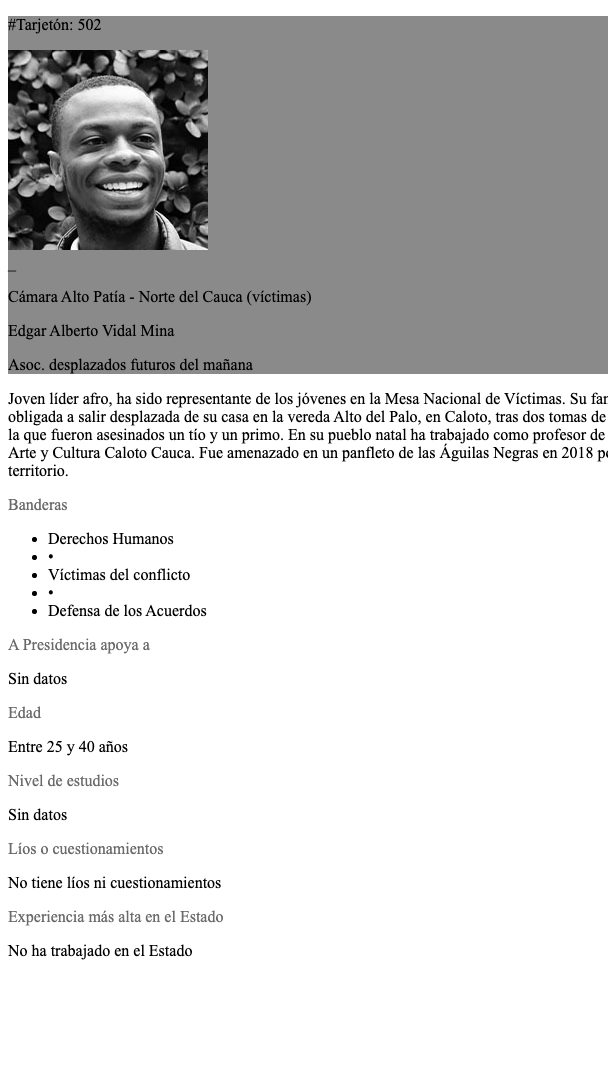 #Tarjetón: 502
_
Cámara Alto Patía - Norte del Cauca (víctimas)
Edgar Alberto Vidal Mina
Asoc. desplazados futuros del mañana
Joven líder afro, ha sido representante de los jóvenes en la Mesa Nacional de Víctimas. Su
obligada a salir desplazada de su casa en la vereda Alto del Palo, en Caloto, tras dos tomas de
la que fueron asesinados un tío y un primo. En su pueblo natal ha trabajado como profesor de
Arte y Cultura Caloto Cauca. Fue amenazado en un panfleto de las Águilas Negras en 2018
territorio.
Banderas
• Derechos Humanos
• •
• Víctimas del conflicto
• •
• Defensa de los Acuerdos
A Presidencia apoya a
Sin datos
Edad
Entre 25 y 40 años
Nivel de estudios
Sin datos
Líos o cuestionamientos
No tiene líos ni cuestionamientos
Experiencia más alta en el Estado
No ha trabajado en el Estado